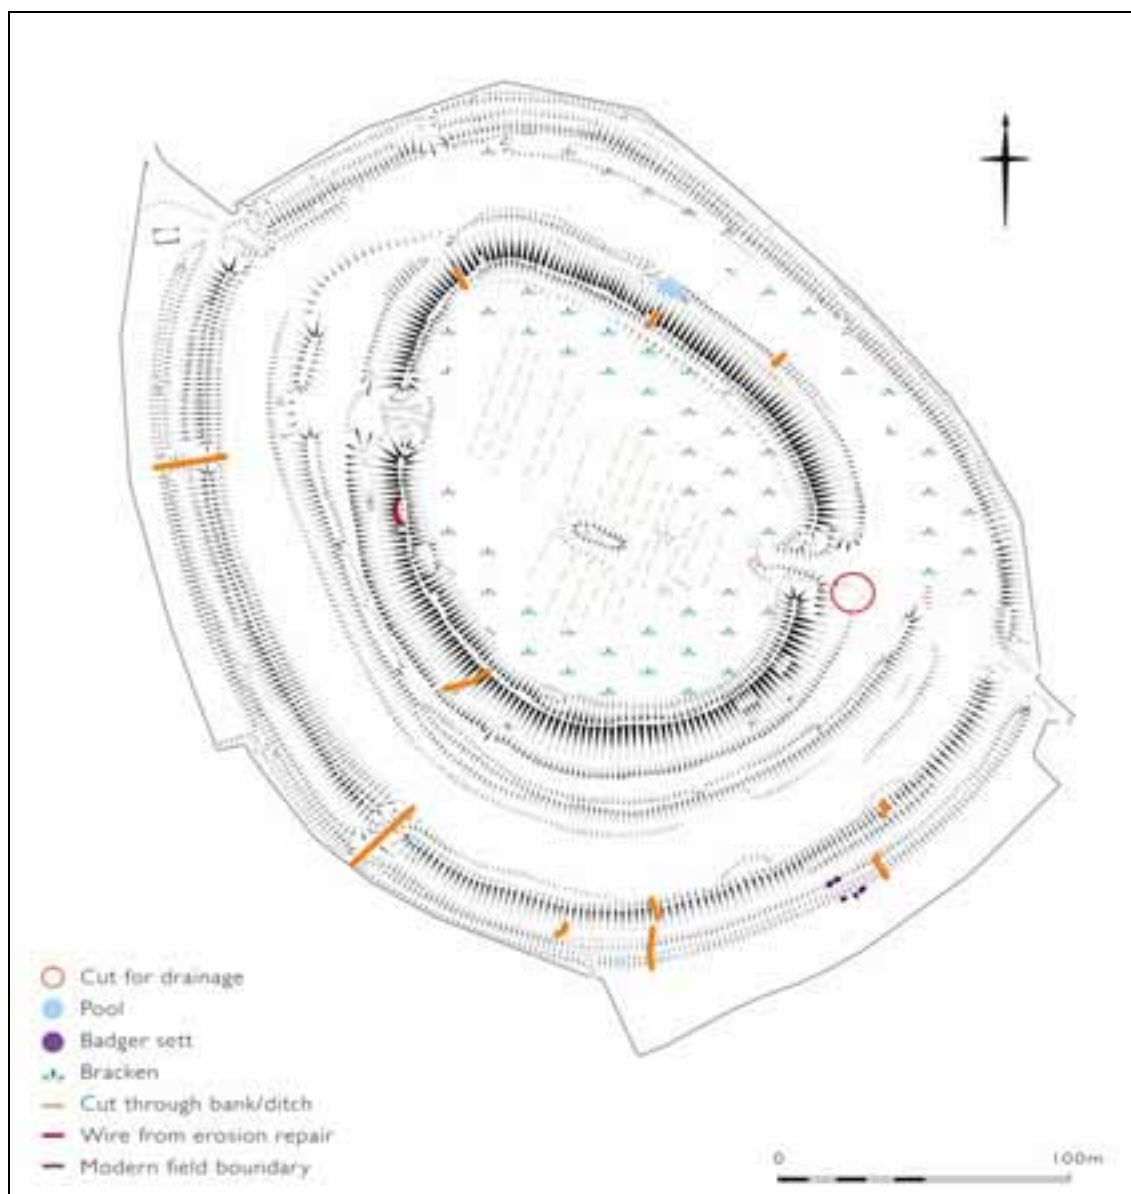 Cut for drainage
Pool
Badger sett
Bracken
Cut through bank/ditch
Wire from erosion repair
Modern field boundary
0 100m